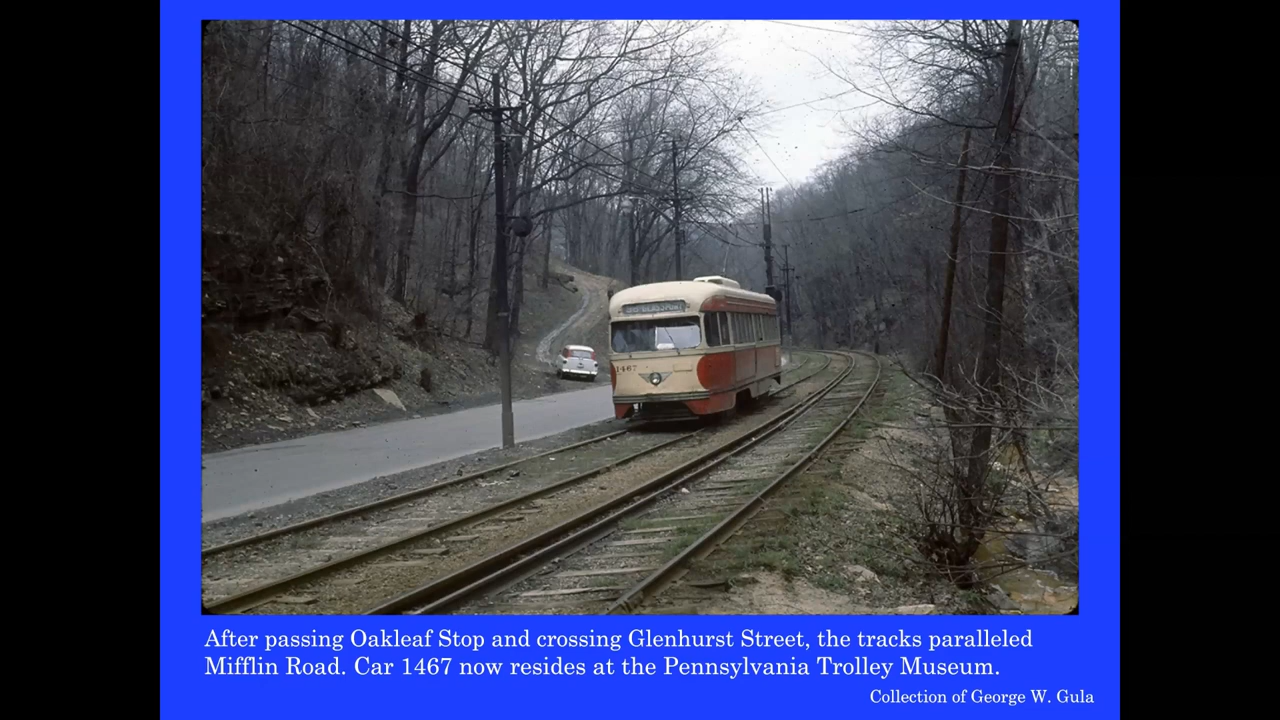 1467
After passing Oakleaf Stop and crossing Glenhurst Street, the tracks paralleled
Mifflin Road. Car 1467 now resides at the Pennsylvania Trolley Museum.
Collection of George W. Gula